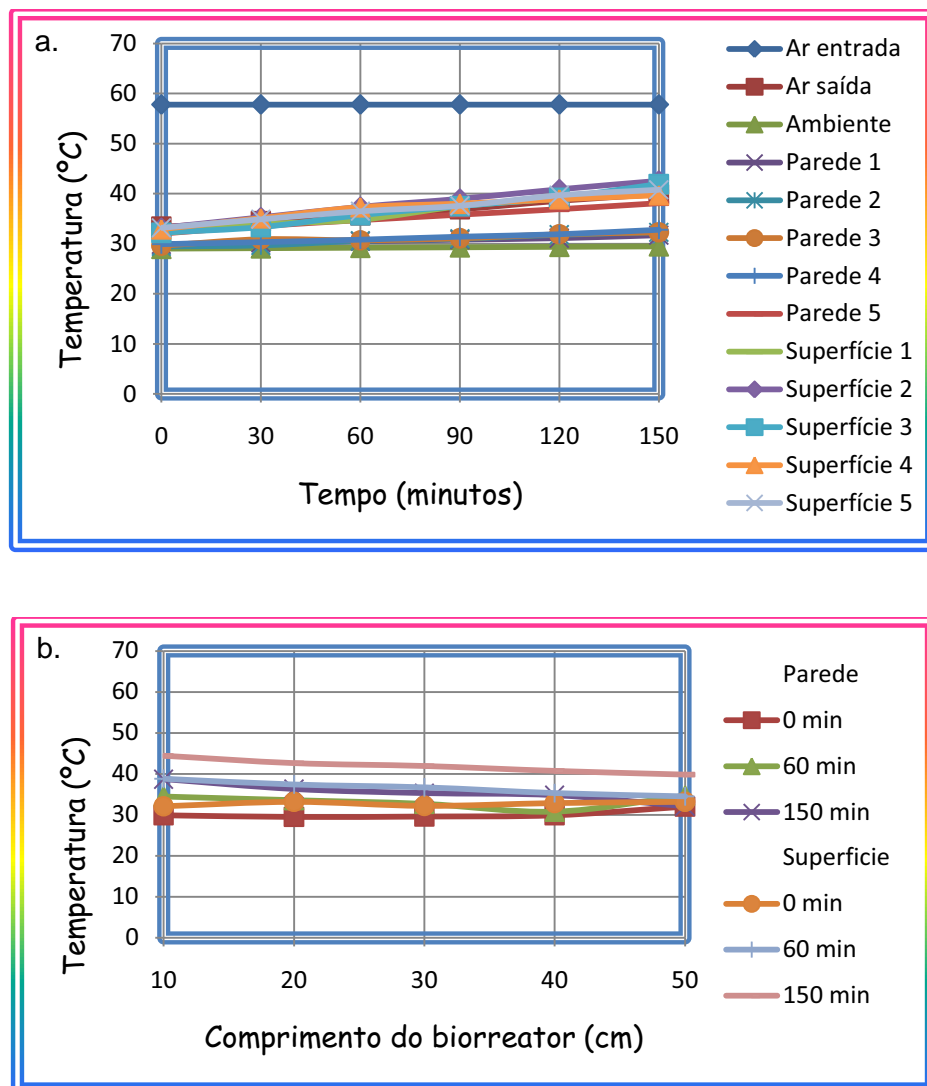 a.
Temperatura (°C)
70
60
50
40
30
20
10
0
0 30 60 90 120 150
Tempo (minutos)
Ar entrada
Ar saída
Ambiente
Parede 1
Parede 2
Parede 3
Parede 4
Parede 5
Superfície 1
Superfície 2
Superfície 3
Superfície 4
Superfície 5
b.
Temperatura (°C)
70
60
50
40
30
20
10
0
10 20 30 40 50
Comprimento do biorreator (cm)
Parede
0 min
60 min
150 min
Superficie
0 min
60 min
150 min